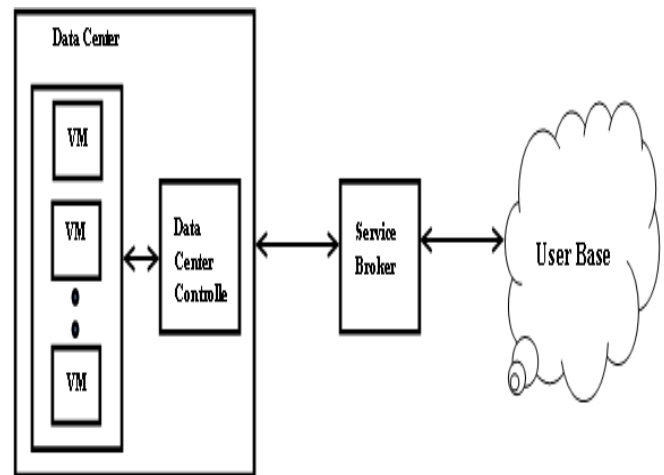 Data Center
VM
VM
VM
Data
Center
Controlle
Service
Broker
User Base